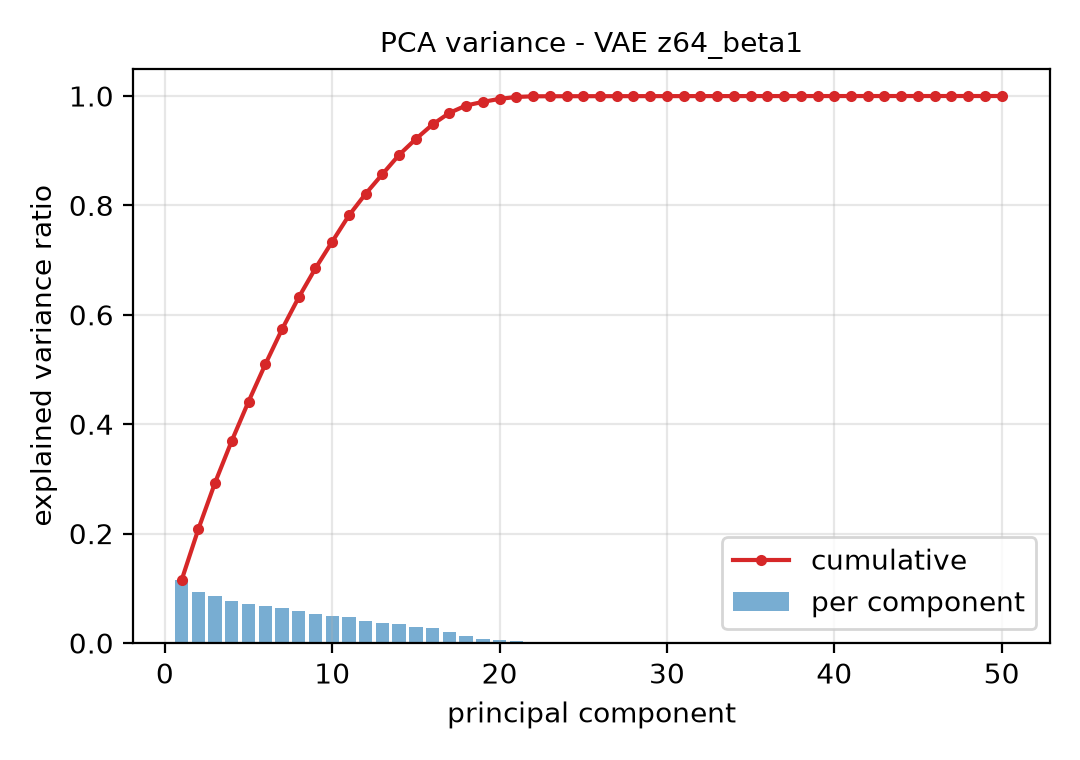 PCA variance - VAE z64_beta1
explained variance ratio
1.0
0.8
0.6
0.4
0.2
0.0
0
10
20
30
40
50
principal component
cumulative
per component